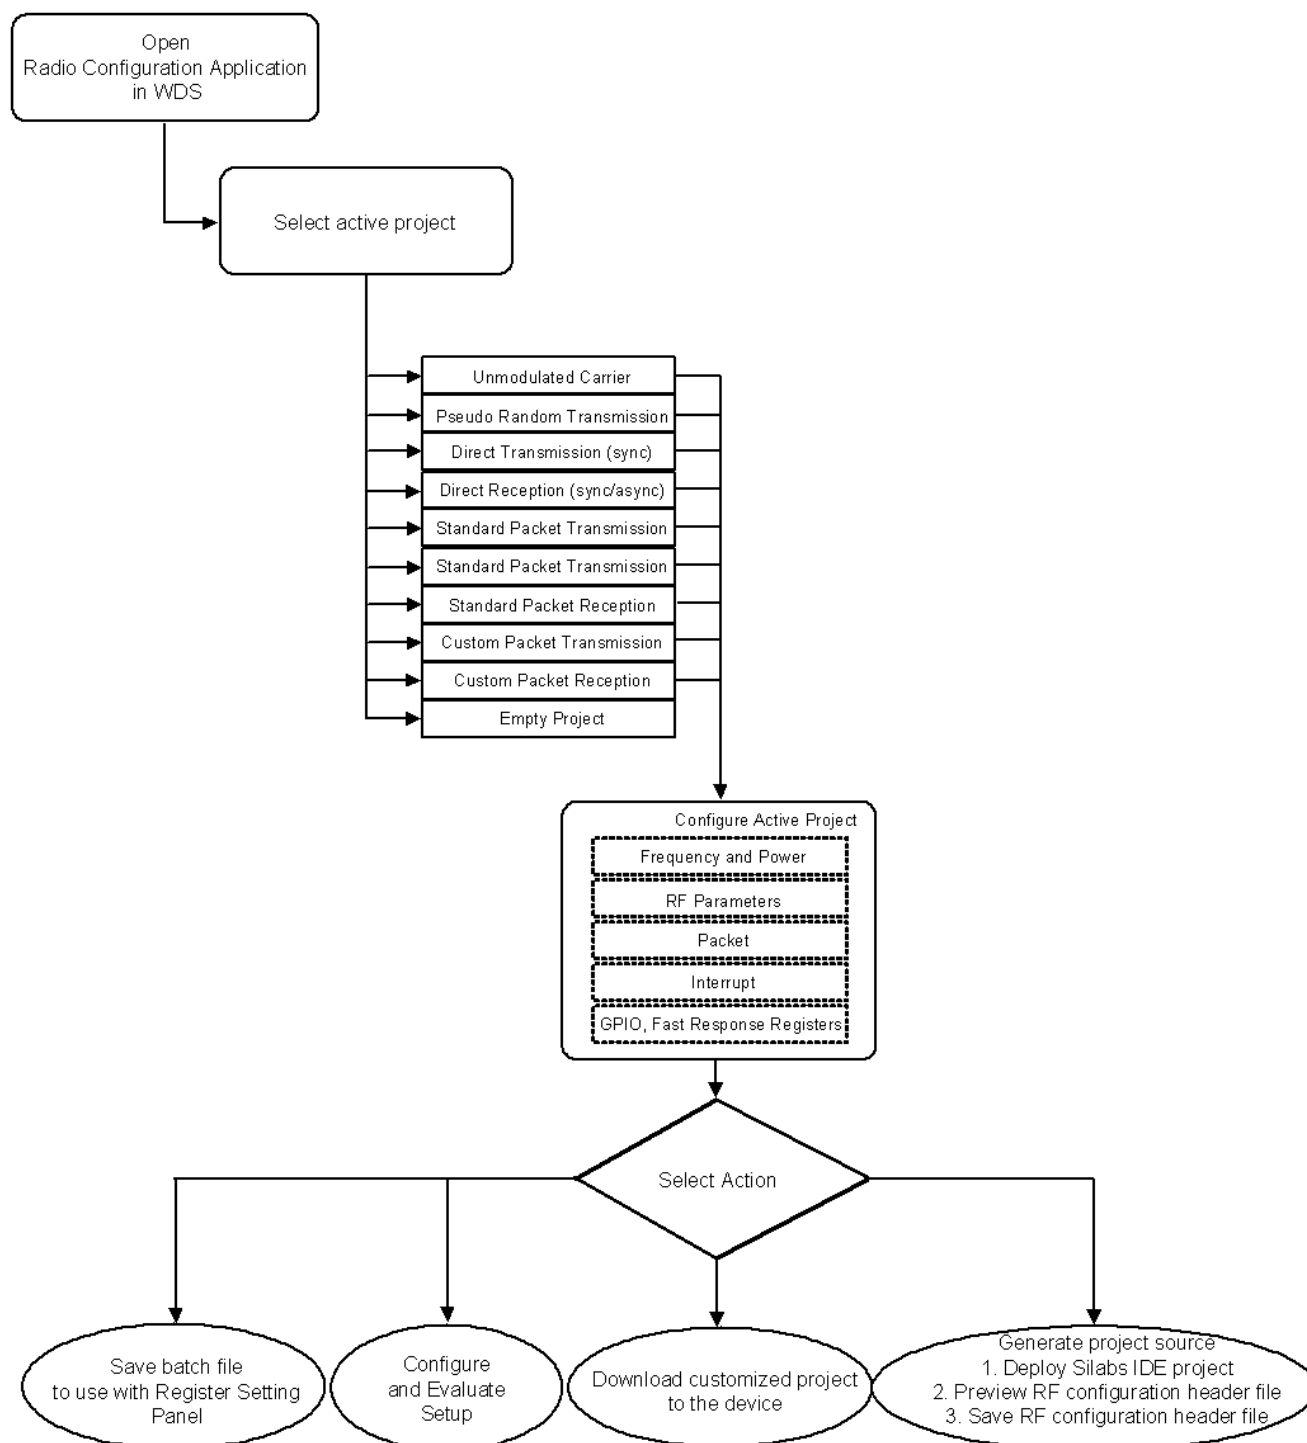 Open
Radio Configuration Application
in WDS
Select active project
Unmodulated Carrier
Pseudo Random Transmission
Direct Transmission (sync)
Direct Reception (sync/async)
Standard Packet Transmission
Standard Packet Transmission
Standard Packet Reception
Custom Packet Transmission
Custom Packet Reception
Empty Project
Configure Active Project
Frequency and Power
RF Parameters
Packet
Interrupt
GPIO, Fast Response Registers
Select Action
Save batch file
to use with Register Setting
Panel
Configure
and Evaluate
Setup
Download customized project
to the device
Generate project source
1. Deploy Silabs IDE project
2. Preview RF configuration header file
3. Save RF configuration header file